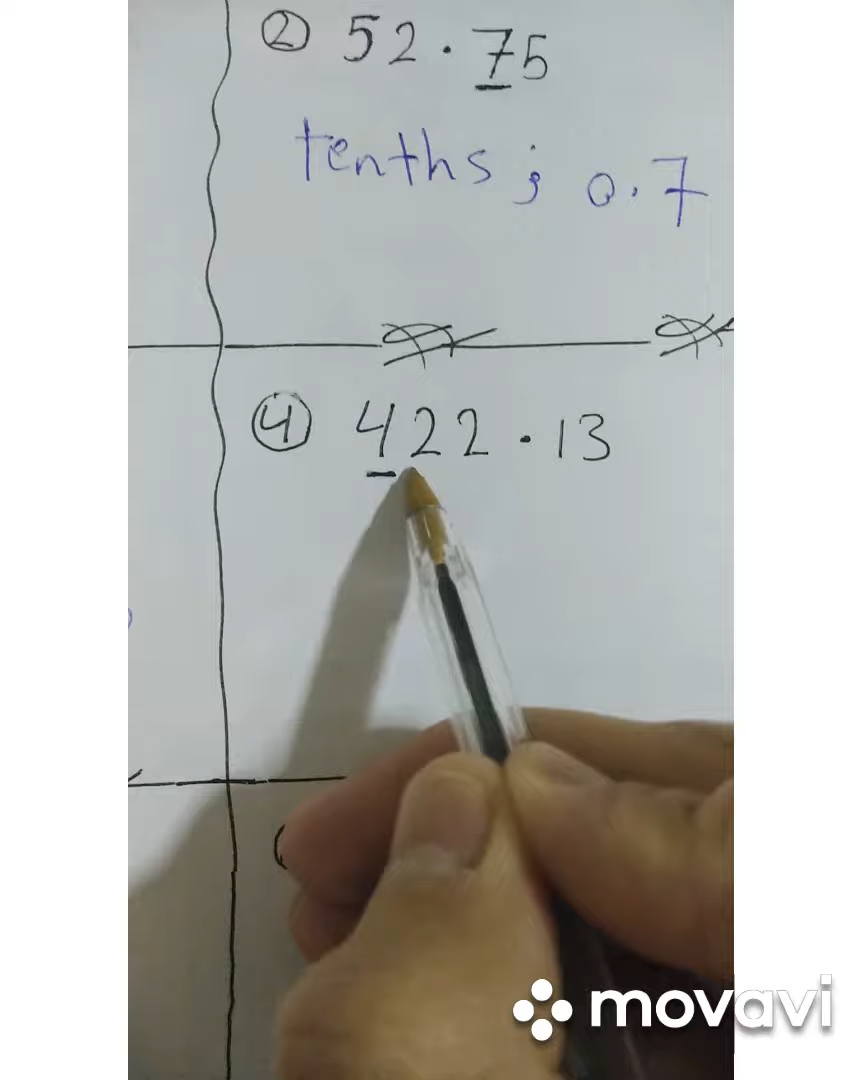 ② 52.75
tenths; 0.7
④ 422.13
movavi